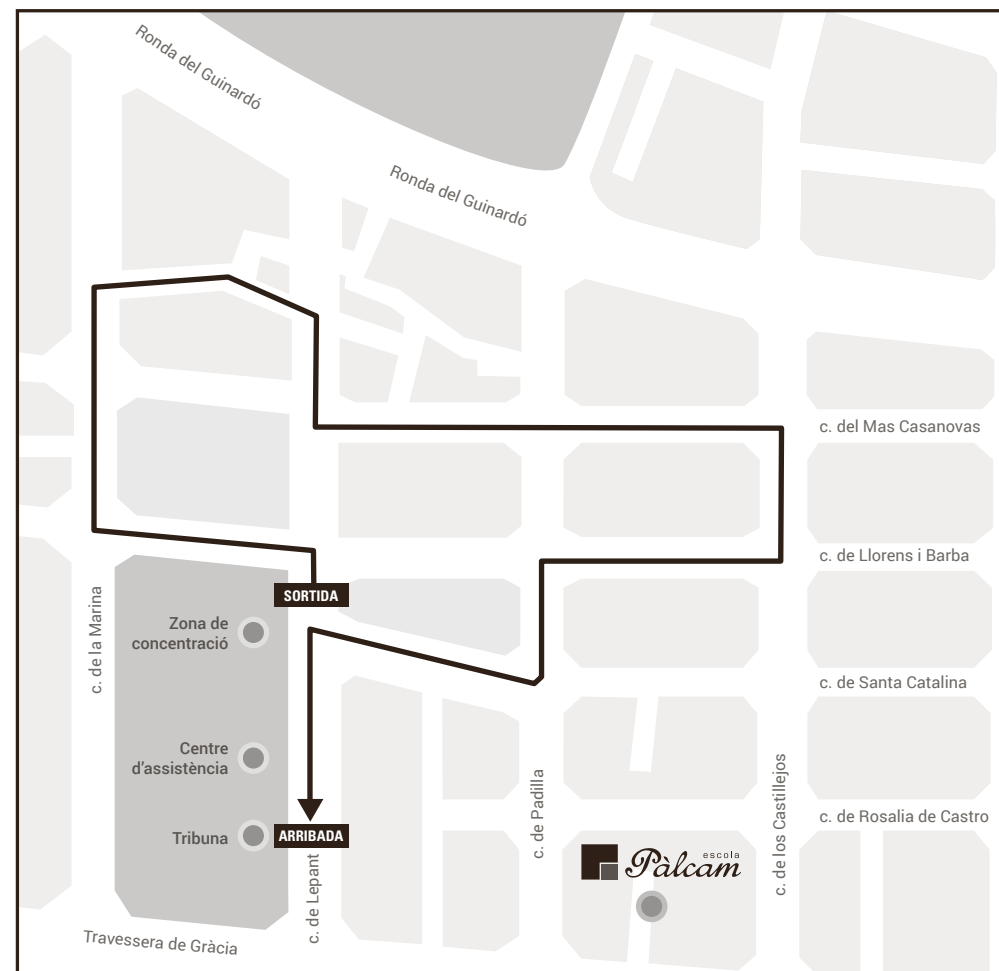 Ronda del Guinardó
Ronda del Guinardó
c. del Mas Casanovas
c. de Llorens i Barba
SORTIDA
Zona de
concentració
c. de la Marina
c. de Santa Catalina
Centre
d'assistència
c. de Padilla
c. de los Castillejos
c. de Rosalia de Castro
Tribuna
ARRIBADA
c. de Lepant
escola
Pàlcam
Travessera de Gràcia